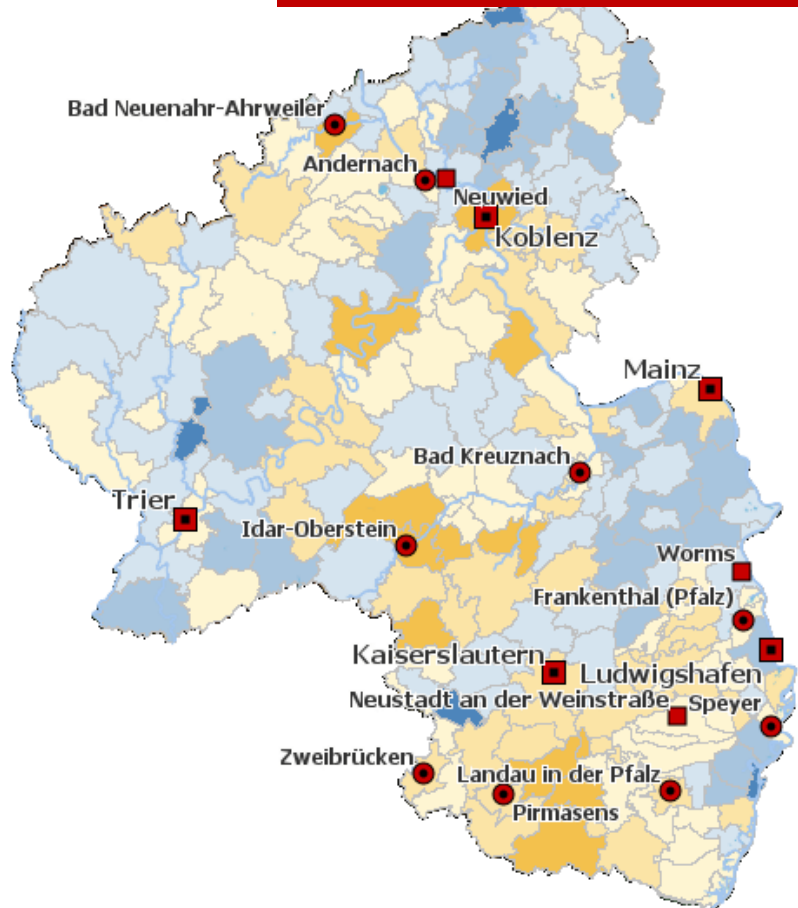 Bad Neuenahr-Ahrweiler
Andernach
Neuwied
Koblenz
Mainz
Bad Kreuznach
Trier
Idar-Oberstein
Worms
Frankenthal (Pfalz)
Kaiserslautern
Ludwigshafen
Neustadt an der Weinstraße
Speyer
Zweibrücken
Landau in der Pfalz
Pirmasens